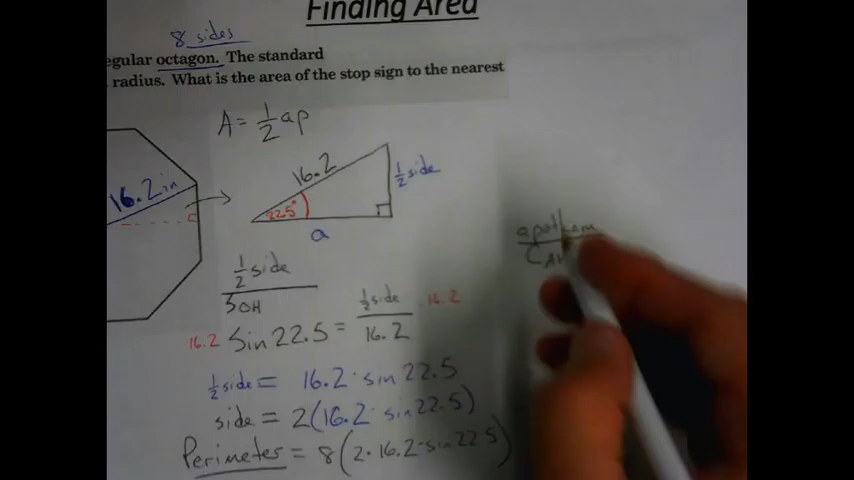 Finding Area
8 sides
egular octagon. The standard
radius. What is the area of the stop sign to the nearest
A = 1/2 ap
16.2 in
16.2
1/2 side
22.5°
a
1/2 side
SOH
16.2 Sin 22.5 = 1/2 side / 16.2 · 16.2
1/2 side = 16.2 · sin 22.5
side = 2(16.2 · sin 22.5)
Perimeter = 8(2 · 16.2 · sin 22.5)
apothem
CAH